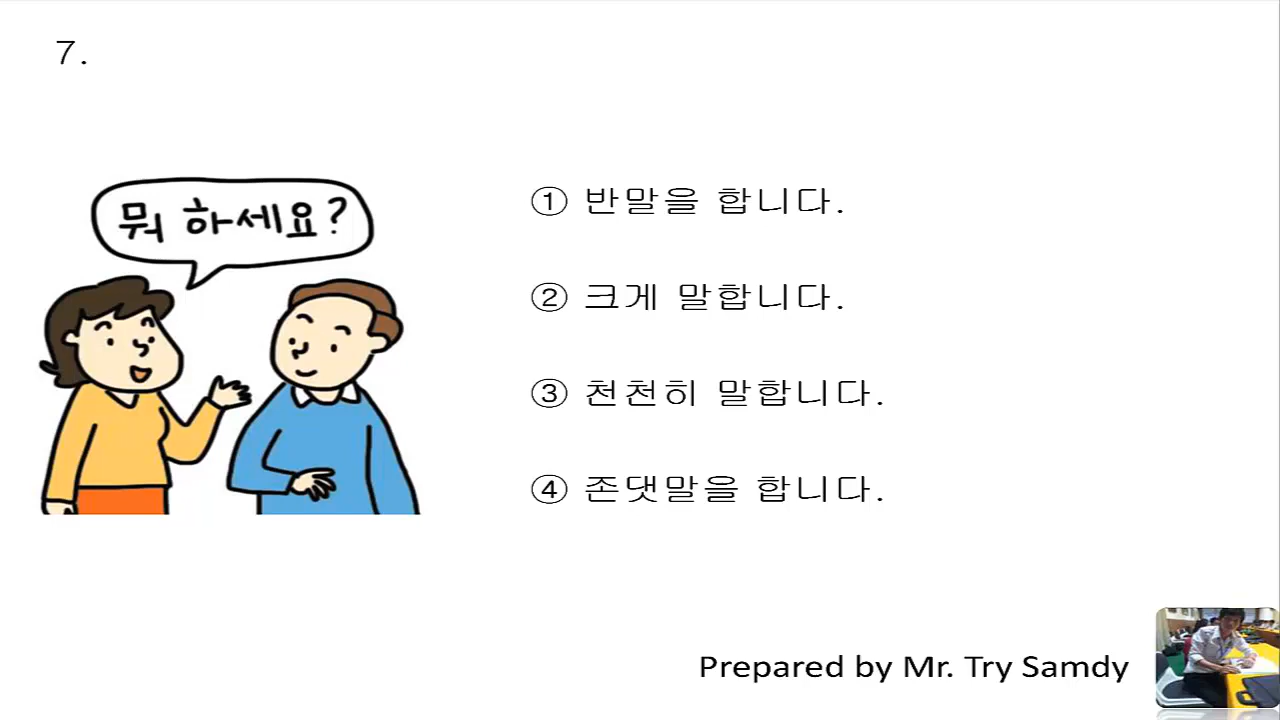 7.
뭐 하세요?
① 반말을 합니다.
② 크게 말합니다.
③ 천천히 말합니다.
④ 존댓말을 합니다.
Prepared by Mr. Try Samdy